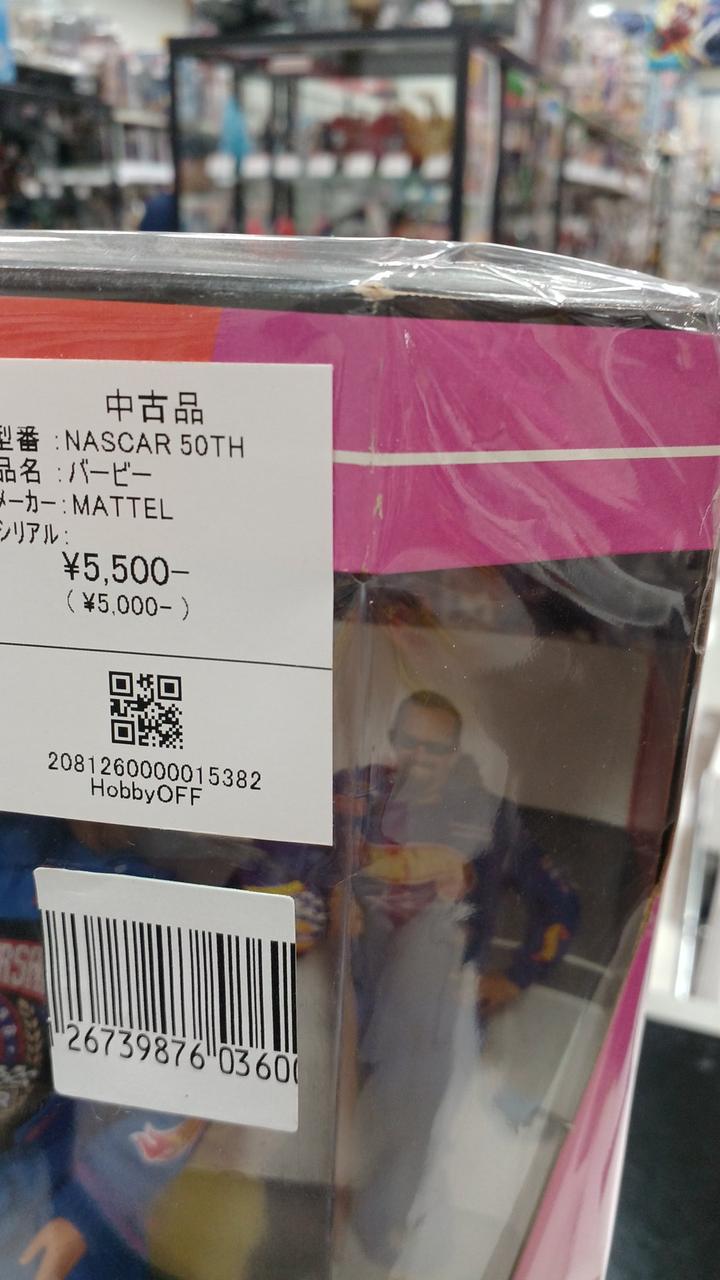 中古品
型番 :NASCAR 50TH
品名 :バービー
メーカー:MATTEL
シリアル:
¥5,500-
( ¥5,000- )
2081260000015382
HobbyOFF
26739876 0360